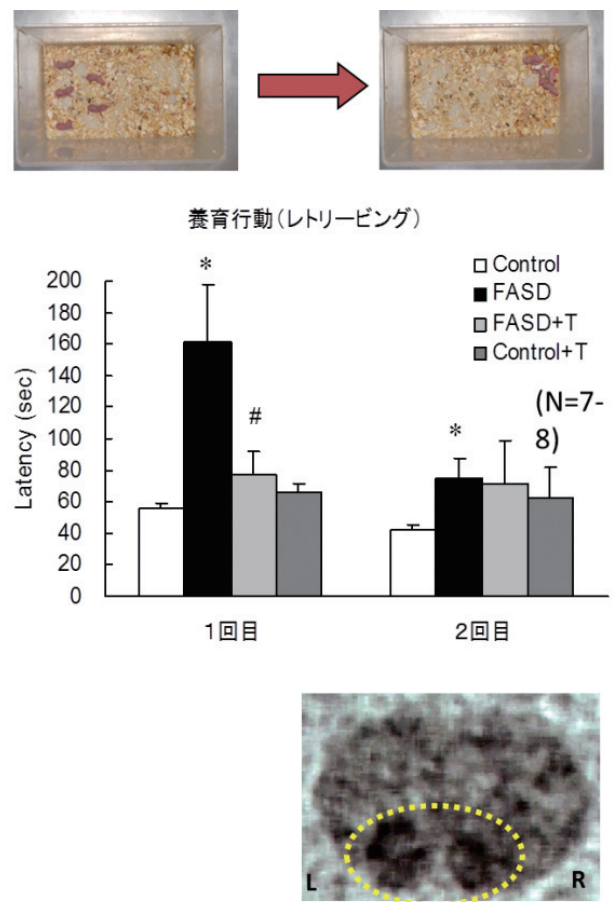 養育行動(レトリービング)
Latency (sec)
200
180
160
140
120
100
80
60
40
20
0
*
#
*
Control
FASD
FASD+T
Control+T
(N=7-
8)
1回目
2回目
L
R